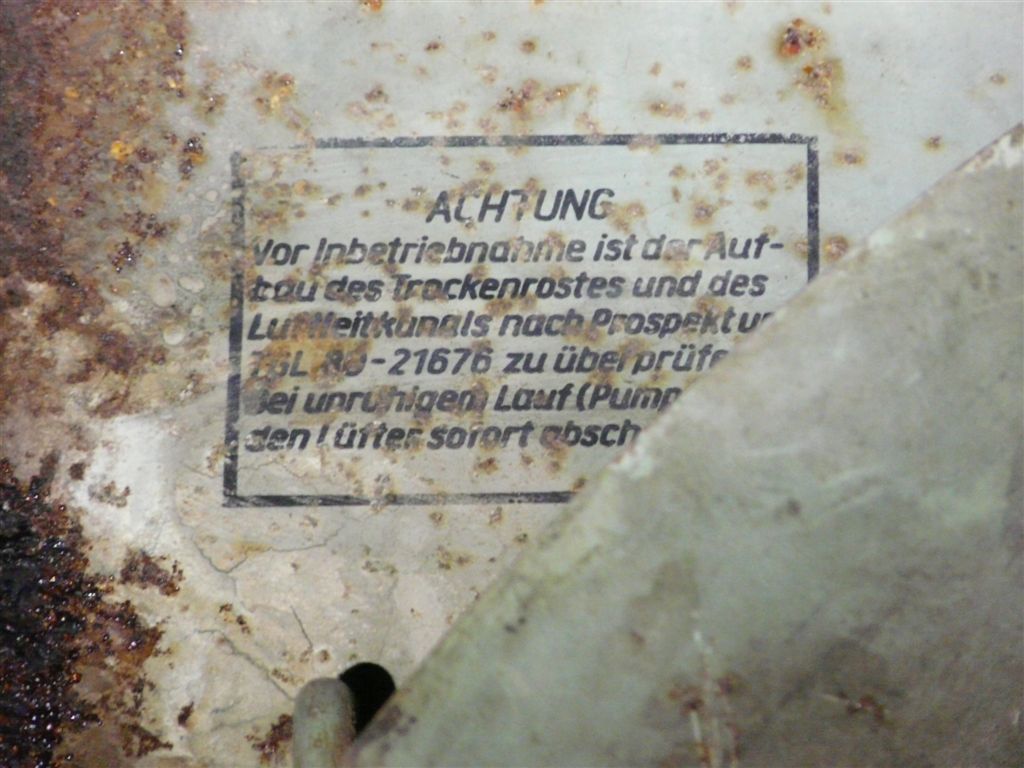 ACHTUNG
Vor Inbetriebnahme ist der Auf-
bau des Trockenrostes und des
Luftleitkanals nach Prospekt
TGL 80-21676 zu überprüfe
Bei unruhigem Lauf (Pump
den Lüfter sofort absch